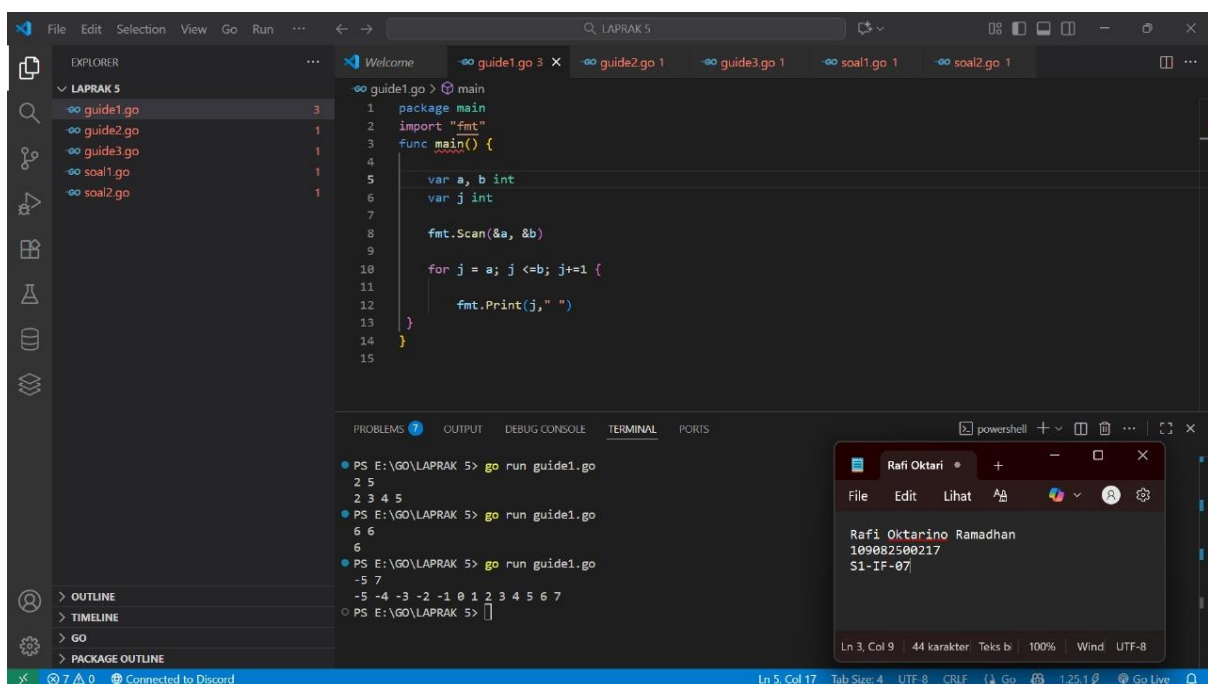 File Edit Selection View Go Run ... LAPRAK 5
EXPLORER ...
LAPRAK 5
guide1.go 3
guide2.go 1
guide3.go 1
soal1.go 1
soal2.go 1
OUTLINE
TIMELINE
GO
PACKAGE OUTLINE
Welcome guide1.go 3 guide2.go 1 guide3.go 1 soal1.go 1 soal2.go 1
guide1.go > main
1 package main
2 import "fmt"
3 func main() {
4
5 var a, b int
6 var j int
7
8 fmt.Scan(&a, &b)
9
10 for j = a; j <=b; j+=1 {
11
12 fmt.Print(j," ")
13 }
14 }
15
PROBLEMS 7 OUTPUT DEBUG CONSOLE TERMINAL PORTS powershell
PS E:\GO\LAPRAK 5> go run guide1.go
2 5
2 3 4 5
PS E:\GO\LAPRAK 5> go run guide1.go
6 6
6
PS E:\GO\LAPRAK 5> go run guide1.go
-5 7
-5 -4 -3 -2 -1 0 1 2 3 4 5 6 7
PS E:\GO\LAPRAK 5>
Rafi Oktari
File Edit Lihat
Rafi Oktarino Ramadhan
109082500217
S1-IF-07
Ln 3, Col 9 44 karakter Teks bi 100% Wind UTF-8
7 0 Connected to Discord Ln 5, Col 17 Tab Size: 4 UTF-8 CRLF Go 1.25.1 Go Live